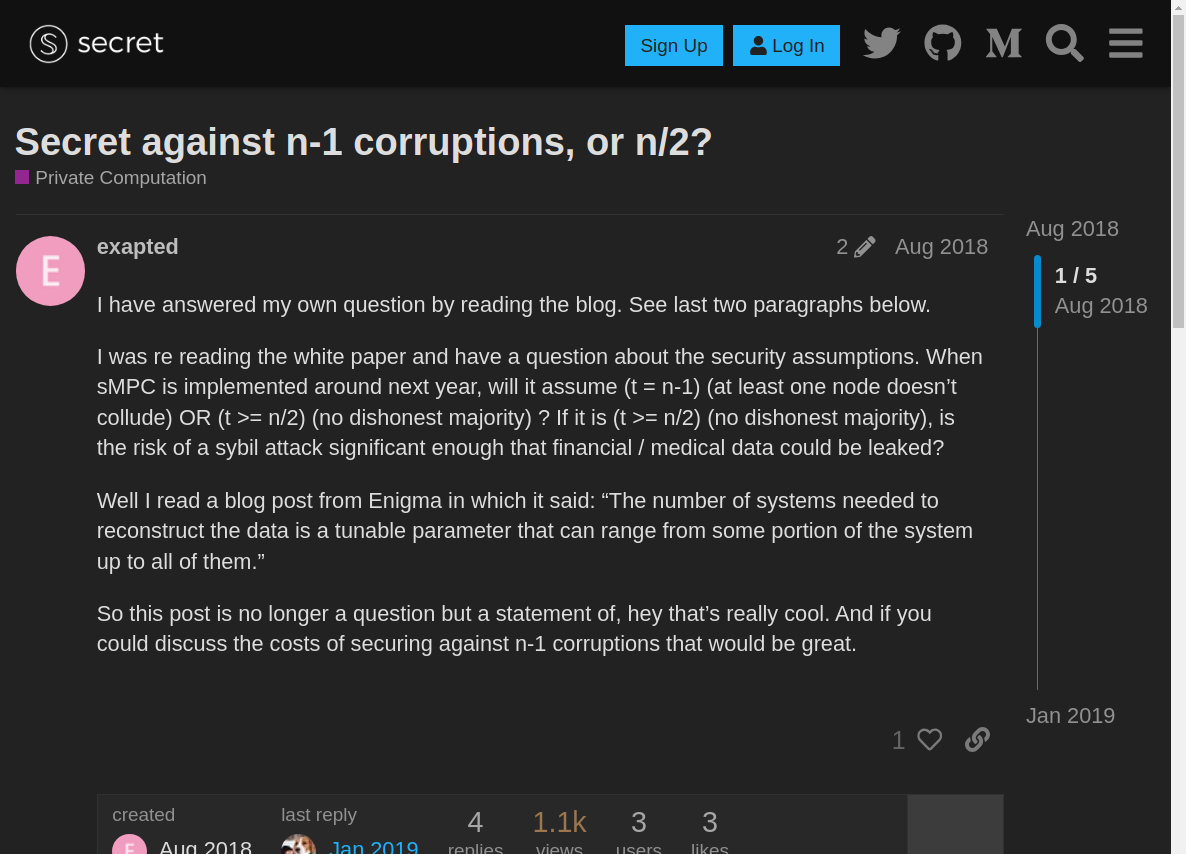 secret
Sign Up
Log In
Secret against n-1 corruptions, or n/2?
Private Computation
E
exapted
2
Aug 2018
I have answered my own question by reading the blog. See last two paragraphs below.
I was re reading the white paper and have a question about the security assumptions. When
sMPC is implemented around next year, will it assume (t = n-1) (at least one node doesn’t
collude) OR (t >= n/2) (no dishonest majority) ? If it is (t >= n/2) (no dishonest majority), is
the risk of a sybil attack significant enough that financial / medical data could be leaked?
Well I read a blog post from Enigma in which it said: “The number of systems needed to
reconstruct the data is a tunable parameter that can range from some portion of the system
up to all of them.”
So this post is no longer a question but a statement of, hey that’s really cool. And if you
could discuss the costs of securing against n-1 corruptions that would be great.
1
Aug 2018
1 / 5
Aug 2018
Jan 2019
created
E
Aug 2018
last reply
Jan 2019
4
replies
1.1k
views
3
users
3
likes